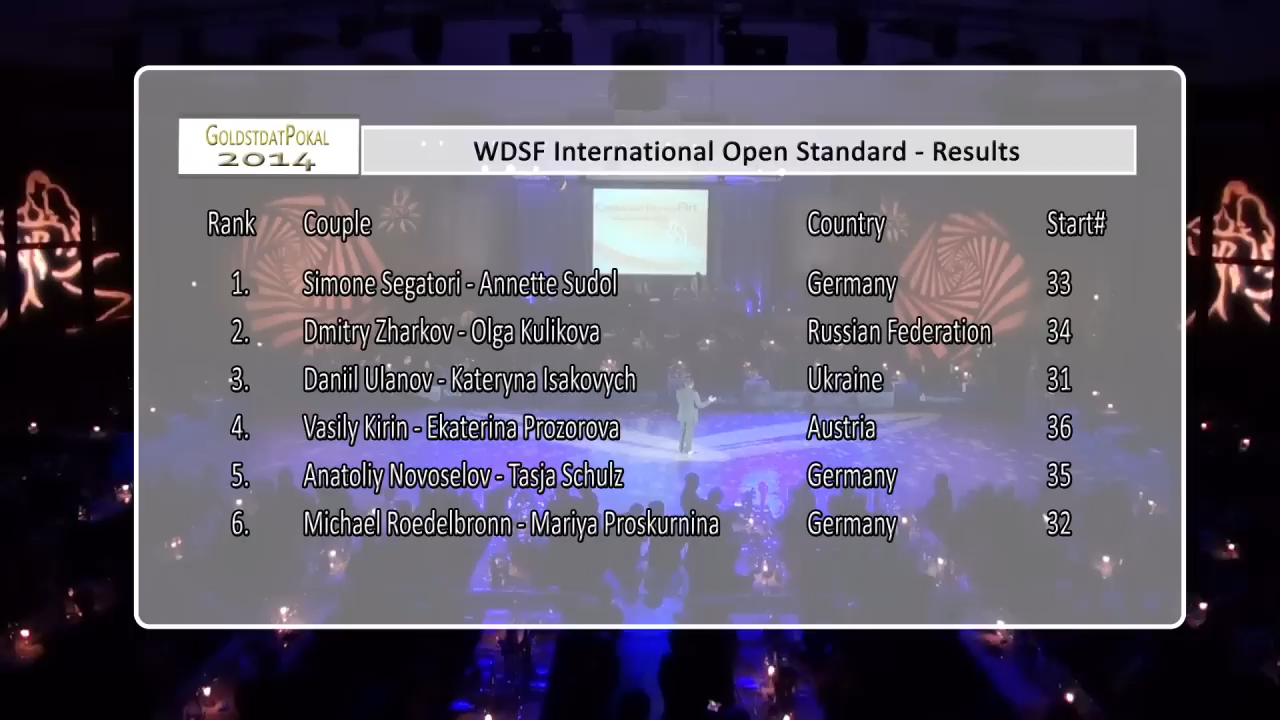 GOLDSTDATPOKAL
2014
WDSF International Open Standard - Results
Rank Couple Country Start#
1. Simone Segatori - Annette Sudol Germany 33
2. Dmitry Zharkov - Olga Kulikova Russian Federation 34
3. Daniil Ulanov - Kateryna Isakovych Ukraine 31
4. Vasily Kirin - Ekaterina Prozorova Austria 36
5. Anatoliy Novoselov - Tasja Schulz Germany 35
6. Michael Roedelbronn - Mariya Proskurnina Germany 32